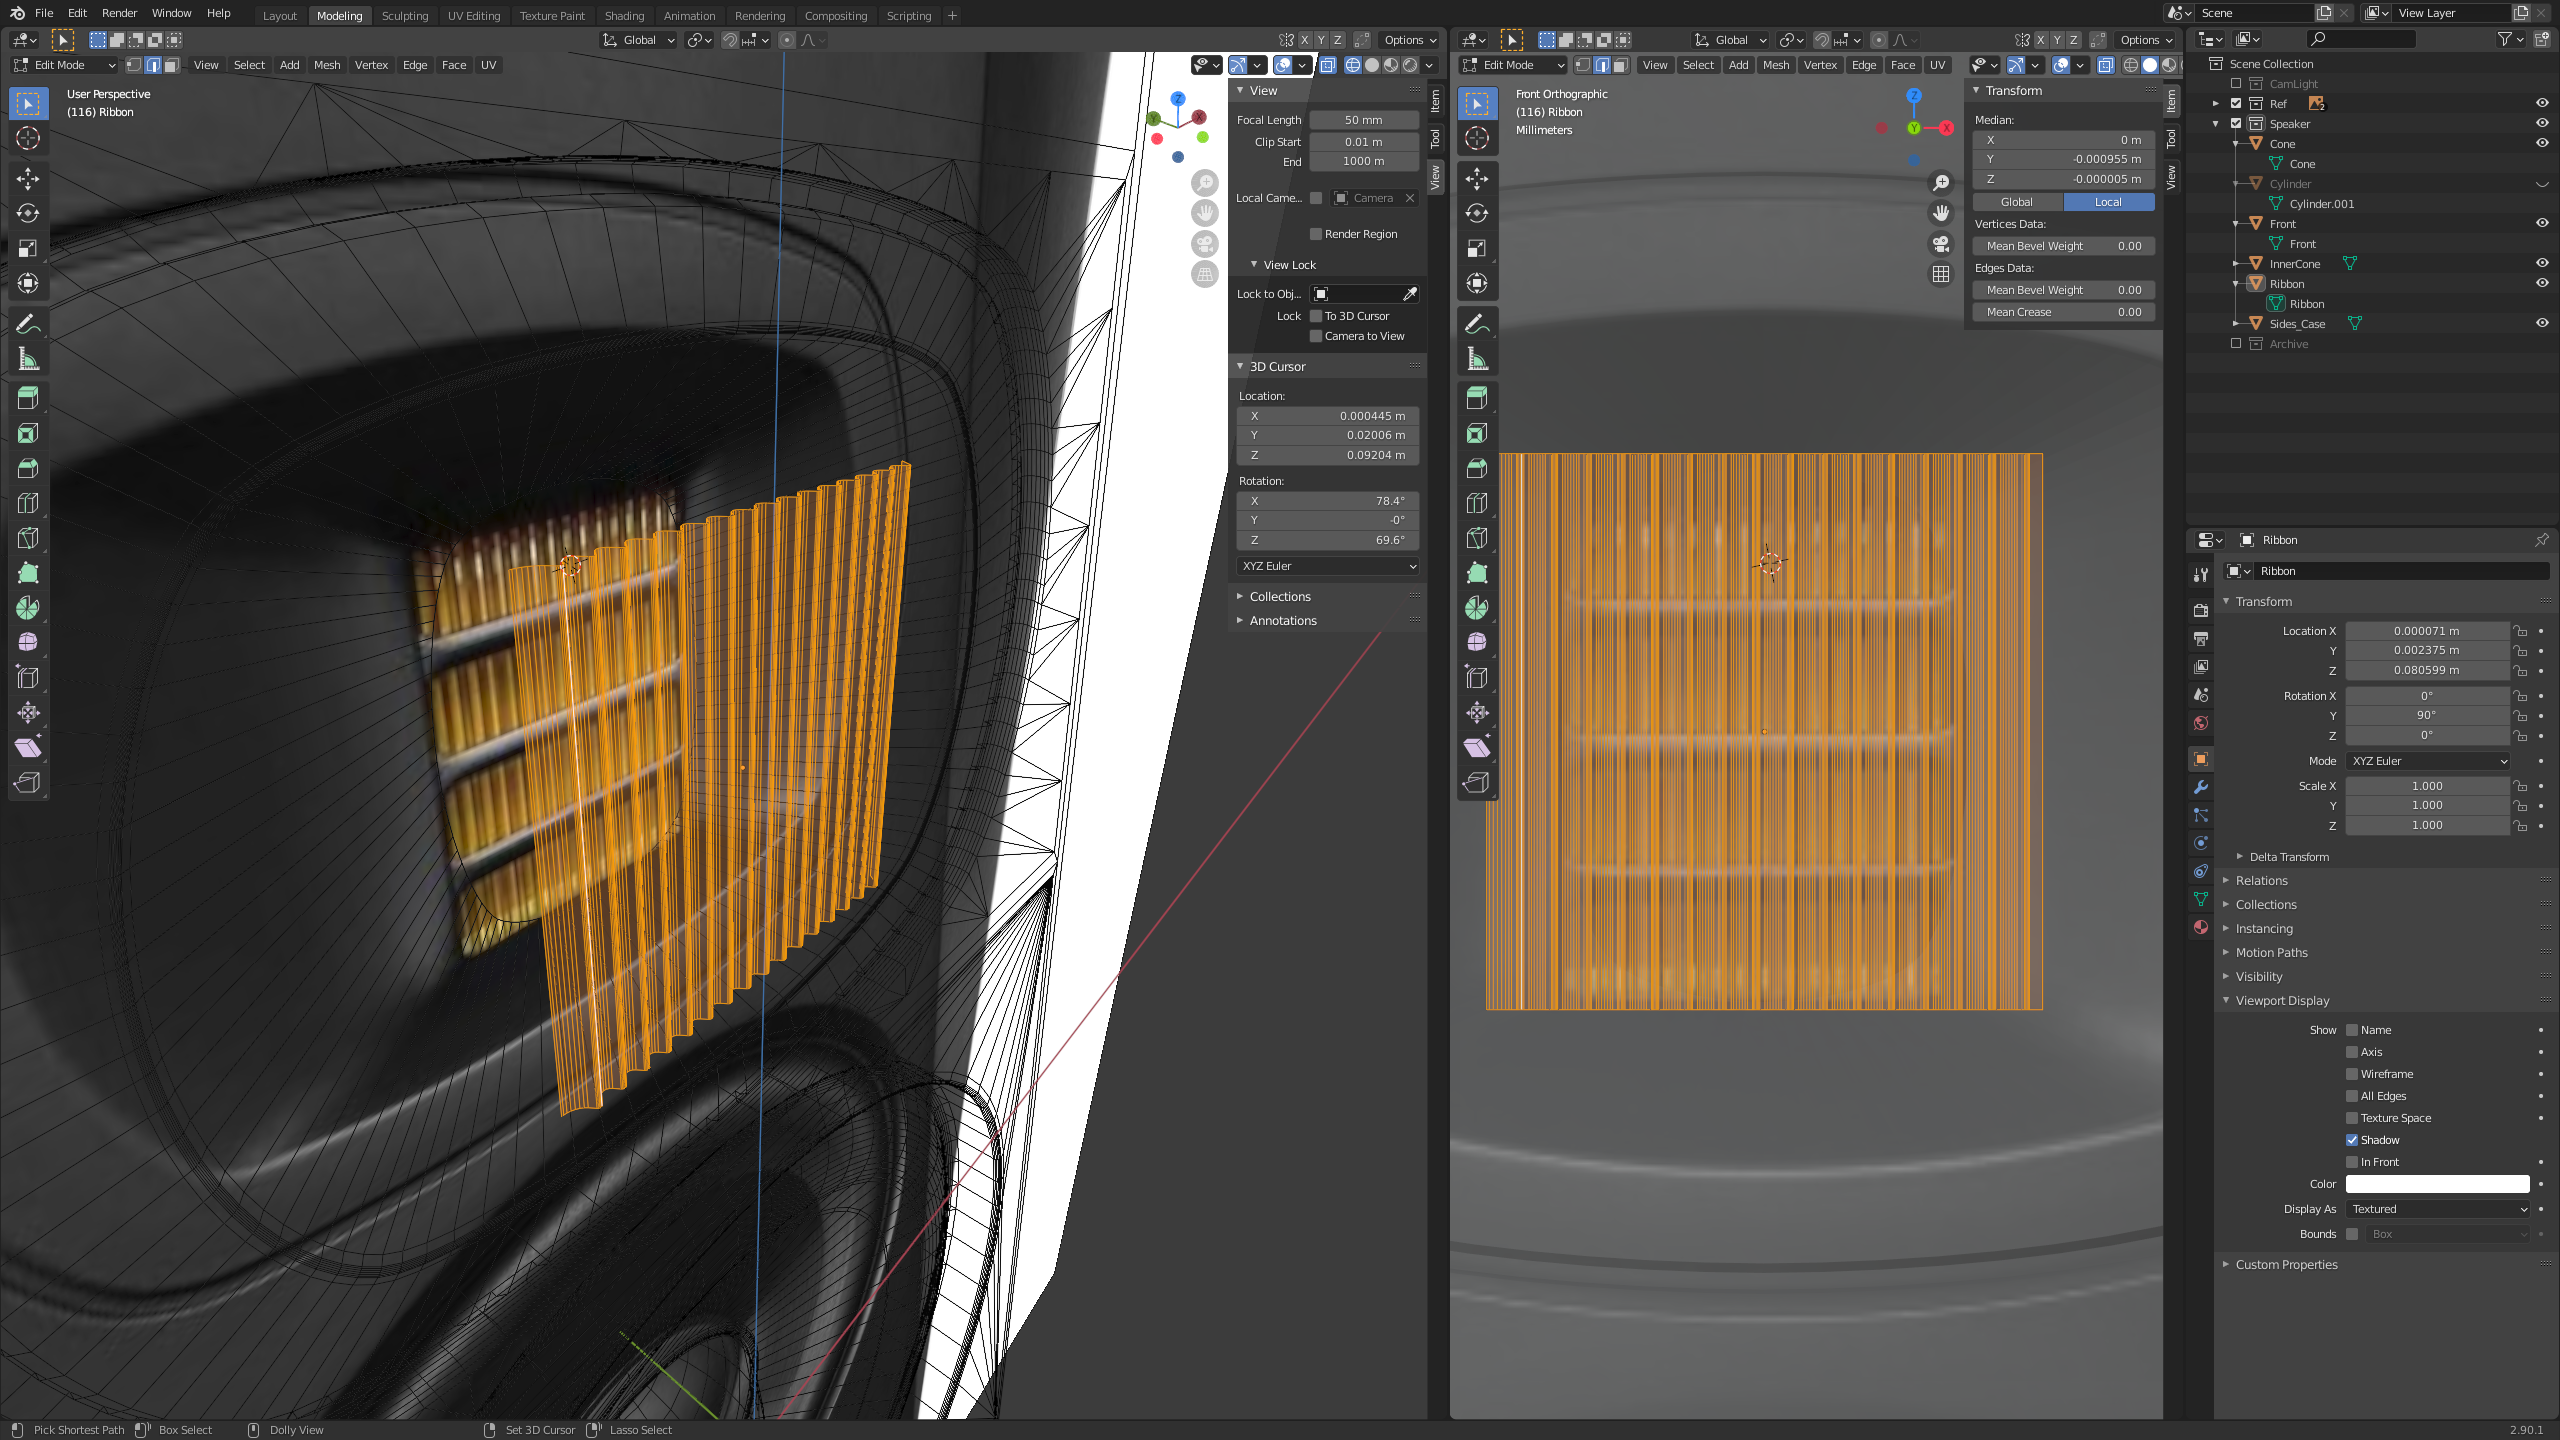 File Edit Render Window Help Layout Modeling Sculpting UV Editing Texture Paint Shading Animation Rendering Compositing Scripting + Scene View Layer
Global X Y Z Options
Edit Mode View Select Add Mesh Vertex Edge Face UV
User Perspective
(116) Ribbon
Z
Y
X
View
Focal Length 50 mm
Clip Start 0.01 m
End 1000 m
Local Came... Camera
Render Region
View Lock
Lock to Obj...
Lock To 3D Cursor
Camera to View
3D Cursor
Location:
X 0.000445 m
Y 0.02006 m
Z 0.09204 m
Rotation:
X 78.4°
Y -0°
Z 69.6°
XYZ Euler
Collections
Annotations
Item
Tool
View
Global X Y Z Options
Edit Mode View Select Add Mesh Vertex Edge Face UV
Front Orthographic
(116) Ribbon
Millimeters
Z
Y
X
Transform
Median:
X 0 m
Y -0.000955 m
Z -0.000005 m
Global Local
Vertices Data:
Mean Bevel Weight 0.00
Edges Data:
Mean Bevel Weight 0.00
Mean Crease 0.00
Item
Tool
View
Scene Collection
CamLight
Ref 2
Speaker
Cone
Cone
Cylinder
Cylinder.001
Front
Front
InnerCone
Ribbon
Ribbon
Sides_Case
Archive
Ribbon
Ribbon
Transform
Location X 0.000071 m
Y 0.002375 m
Z 0.080599 m
Rotation X 0°
Y 90°
Z 0°
Mode XYZ Euler
Scale X 1.000
Y 1.000
Z 1.000
Delta Transform
Relations
Collections
Instancing
Motion Paths
Visibility
Viewport Display
Show Name
Axis
Wireframe
All Edges
Texture Space
Shadow
In Front
Color
Display As Textured
Bounds Box
Custom Properties
Pick Shortest Path Box Select Dolly View Set 3D Cursor Lasso Select 2.90.1